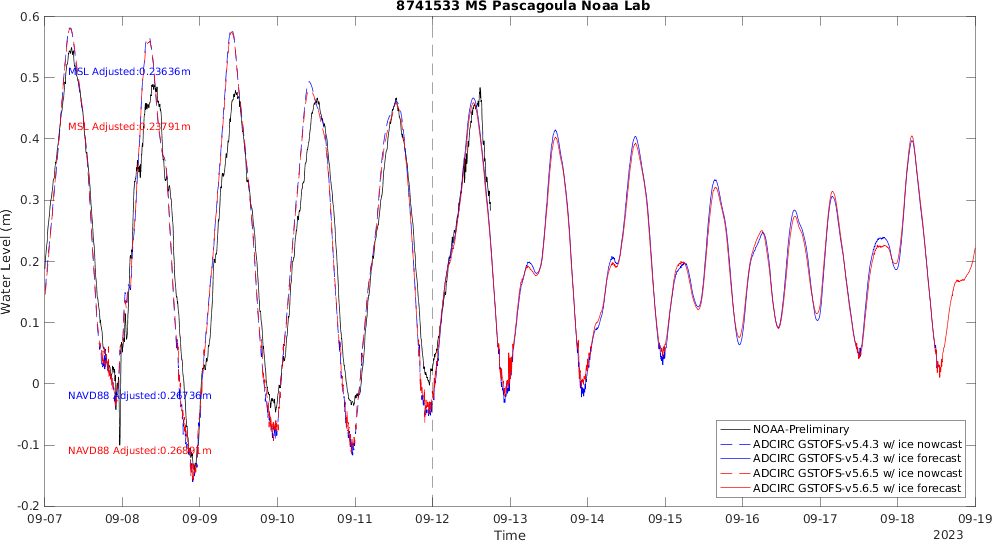 8741533 MS Pascagoula Noaa Lab
Water Level (m)
0.6
0.5
0.4
0.3
0.2
0.1
0
-0.1
-0.2
MSL Adjusted:0.23636m
MSL Adjusted:0.23791m
NAVD88 Adjusted:0.26736m
NAVD88 Adjusted:0.26891m
NOAA-Preliminary
ADCIRC GSTOFS-v5.4.3 w/ ice nowcast
ADCIRC GSTOFS-v5.4.3 w/ ice forecast
ADCIRC GSTOFS-v5.6.5 w/ ice nowcast
ADCIRC GSTOFS-v5.6.5 w/ ice forecast
09-07 09-08 09-09 09-10 09-11 09-12 09-13 09-14 09-15 09-16 09-17 09-18 09-19
Time
2023